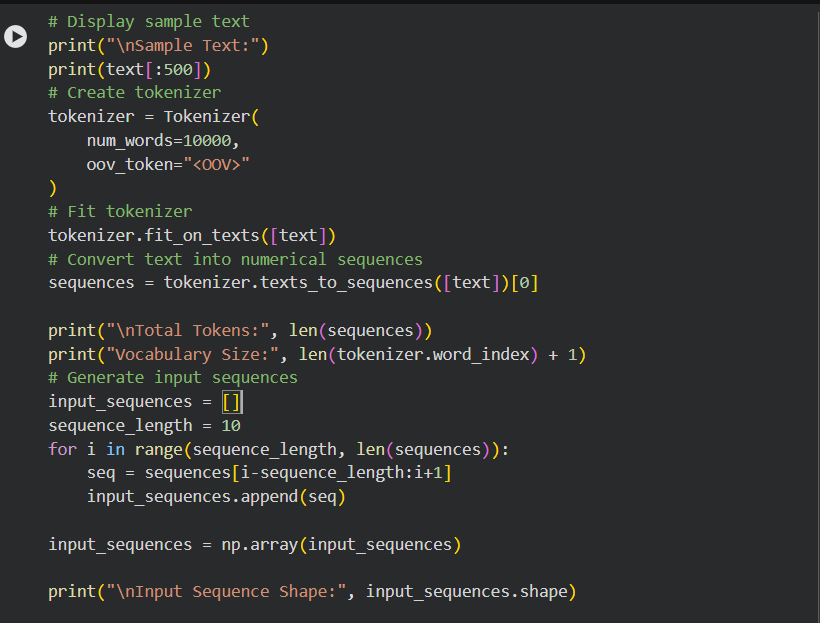 # Display sample text
print("\nSample Text:")
print(text[:500])
# Create tokenizer
tokenizer = Tokenizer(
    num_words=10000,
    oov_token="<OOV>"
)
# Fit tokenizer
tokenizer.fit_on_texts([text])
# Convert text into numerical sequences
sequences = tokenizer.texts_to_sequences([text])[0]

print("\nTotal Tokens:", len(sequences))
print("Vocabulary Size:", len(tokenizer.word_index) + 1)
# Generate input sequences
input_sequences = []
sequence_length = 10
for i in range(sequence_length, len(sequences)):
    seq = sequences[i-sequence_length:i+1]
    input_sequences.append(seq)

input_sequences = np.array(input_sequences)

print("\nInput Sequence Shape:", input_sequences.shape)